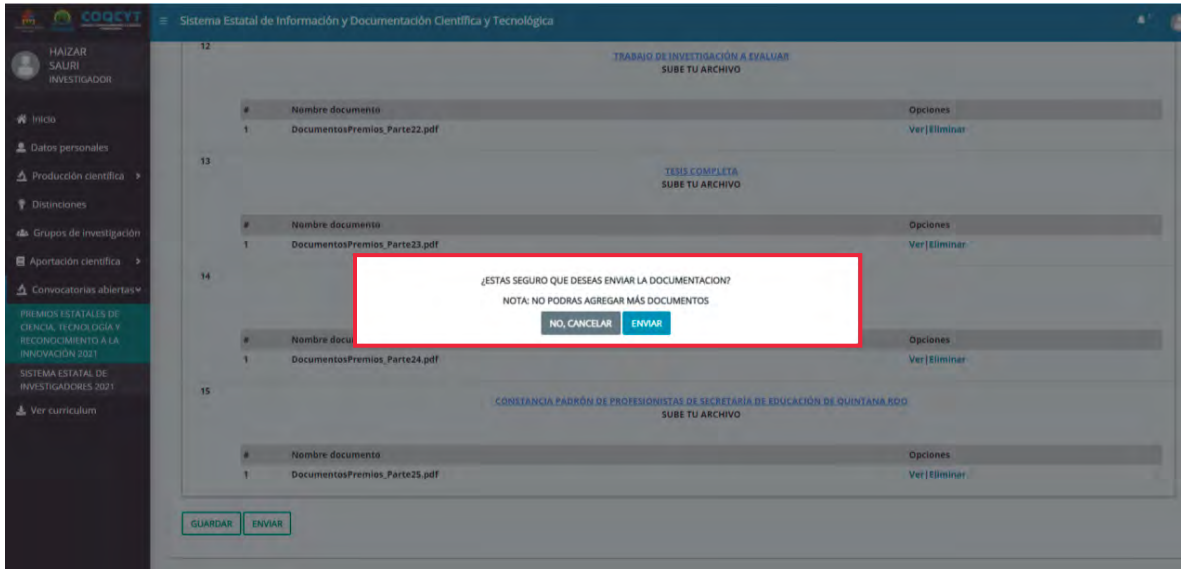 COQCYT
Sistema Estatal de Información y Documentación Científica y Tecnológica
HAIZAR
SAURI
INVESTIGADOR
Inicio
Datos personales
Producción científica
Distinciones
Grupos de investigación
Aportación científica
Convocatorias abiertas
PREMIOS ESTATALES DE
CIENCIA, TECNOLOGÍA Y
RECONOCIMIENTO A LA
INNOVACIÓN 2021
SISTEMA ESTATAL DE
INVESTIGADORES 2021
Ver curriculum
12
TRABAJO DE INVESTIGACIÓN A EVALUAR
SUBE TU ARCHIVO
# Nombre documento Opciones
1 DocumentosPremios_Parte22.pdf Ver|Eliminar
13
TESIS COMPLETA
SUBE TU ARCHIVO
# Nombre documento Opciones
1 DocumentosPremios_Parte23.pdf Ver|Eliminar
14
¿ESTAS SEGURO QUE DESEAS ENVIAR LA DOCUMENTACION?
NOTA: NO PODRAS AGREGAR MÁS DOCUMENTOS
NO, CANCELAR ENVIAR
# Nombre docu Opciones
1 DocumentosPremios_Parte24.pdf Ver|Eliminar
15
CONSTANCIA PADRÓN DE PROFESIONISTAS DE SECRETARÍA DE EDUCACIÓN DE QUINTANA ROO
SUBE TU ARCHIVO
# Nombre documento Opciones
1 DocumentosPremios_Parte25.pdf Ver|Eliminar
GUARDAR ENVIAR